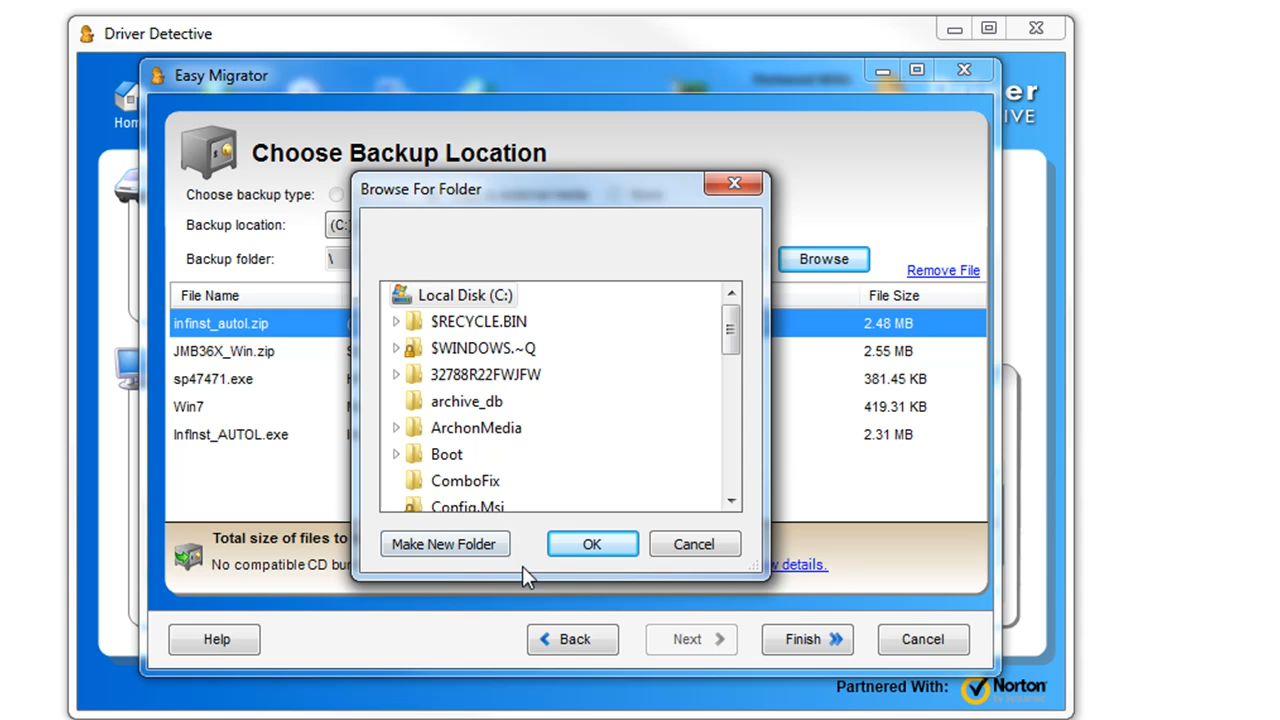 Driver Detective
Easy Migrator
er
IVE
Hom
Choose Backup Location
Choose backup type:
Browse For Folder
Backup location:
(C:)
Backup folder:
\
Browse
Remove File
File Name
File Size
infinst_autol.zip
2.48 MB
JMB36X_Win.zip
2.55 MB
sp47471.exe
381.45 KB
Win7
419.31 KB
InfInst_AUTOL.exe
2.31 MB
Local Disk (C:)
$RECYCLE.BIN
$WINDOWS.~Q
32788R22FWJFW
archive_db
ArchonMedia
Boot
ComboFix
Config.Msi
Make New Folder
OK
Cancel
Total size of files to
No compatible CD bur
w details.
Help
Back
Next
Finish
Cancel
Partnered With:
Norton